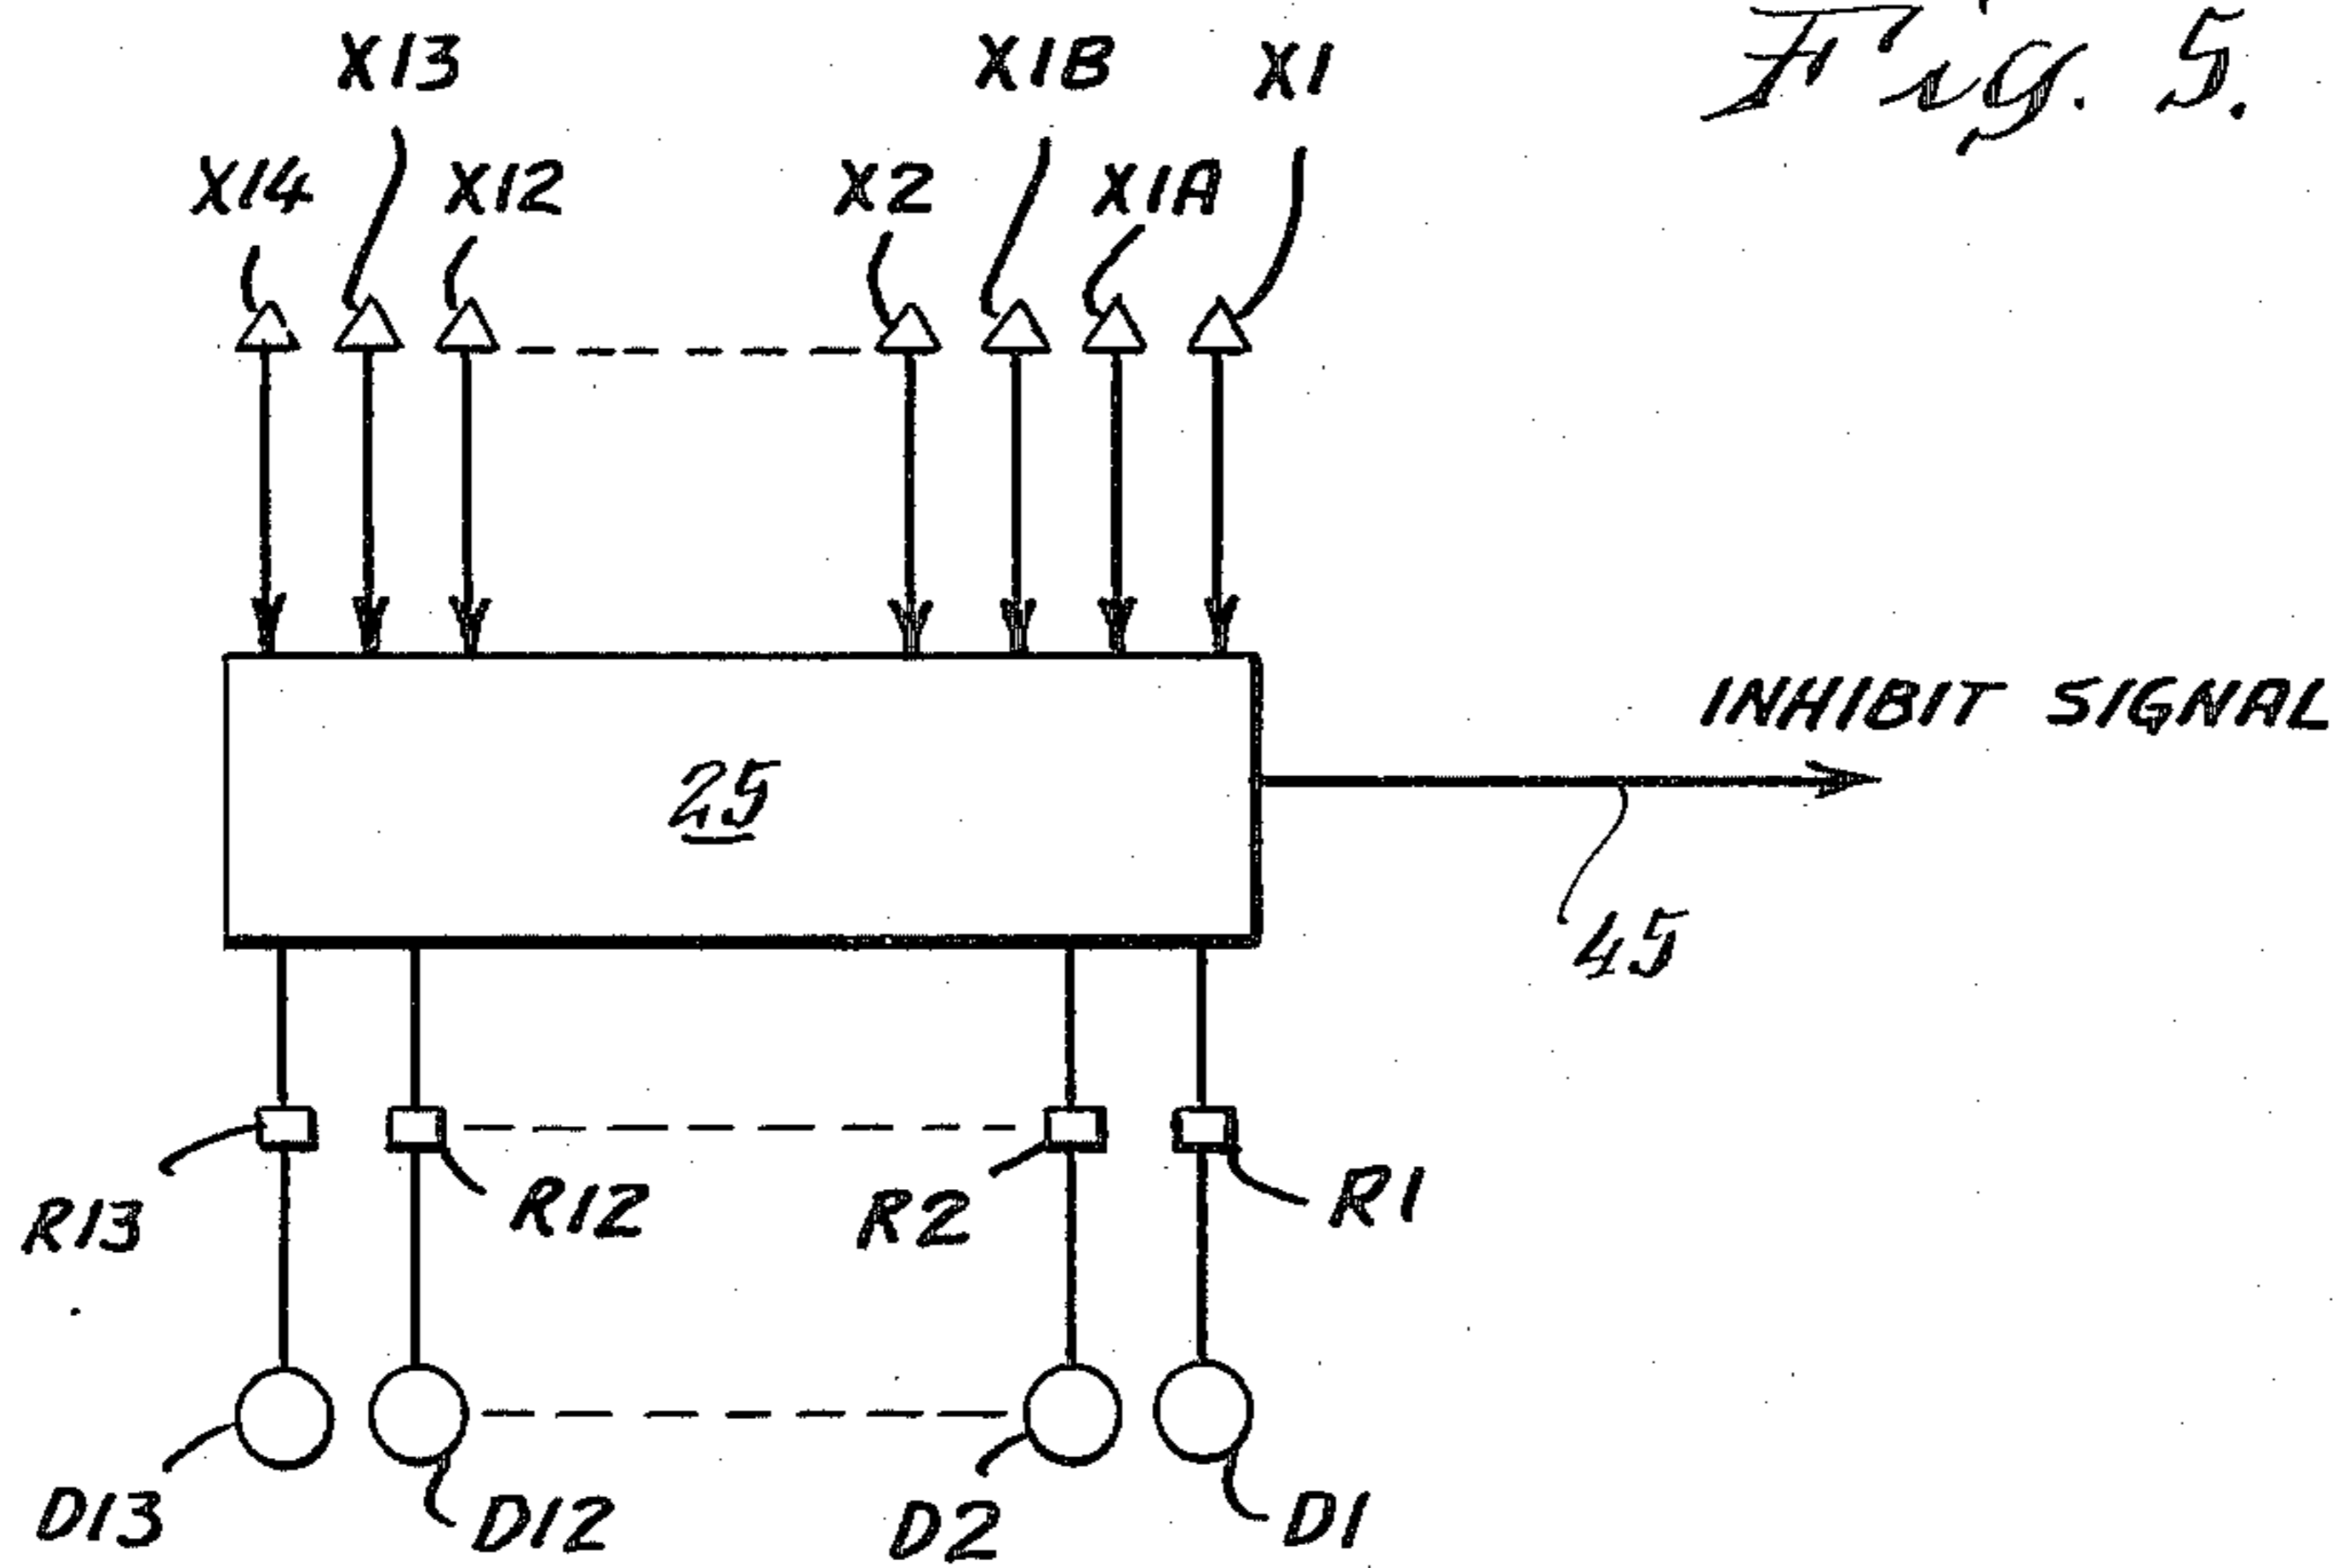 Fig. 5.
X13 X1B X1
X14 X12 X2 X1A
INHIBIT SIGNAL
25
45
R13 R12 R2 R1
D13 D12 D2 D1